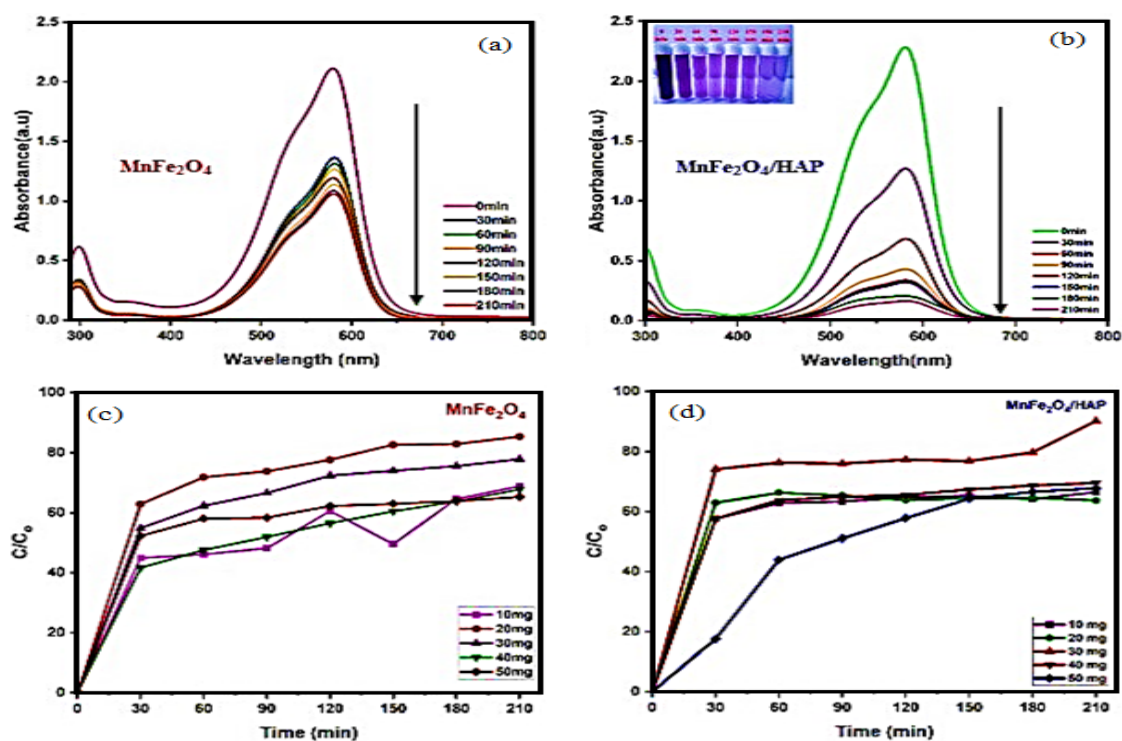 (a)
MnFe₂O₄
0min
30min
60min
90min
120min
150min
180min
210min
Absorbance(a.u)
2.5
2.0
1.5
1.0
0.5
0.0
300 400 500 600 700 800
Wavelength (nm)
(b)
MnFe₂O₄/HAP
0min
30min
60min
90min
120min
150min
180min
210min
Absorbance(a.u)
2.5
2.0
1.5
1.0
0.5
0.0
300 400 500 600 700 800
Wavelength(nm)
(c)
MnFe₂O₄
10mg
20mg
30mg
40mg
50mg
C/C₀
100
80
60
40
20
0
0 30 60 90 120 150 180 210
Time (min)
(d)
MnFe₂O₄/HAP
10 mg
20 mg
30 mg
40 mg
50 mg
C/C₀
100
80
60
40
20
0
0 30 60 90 120 150 180 210
Time (min)